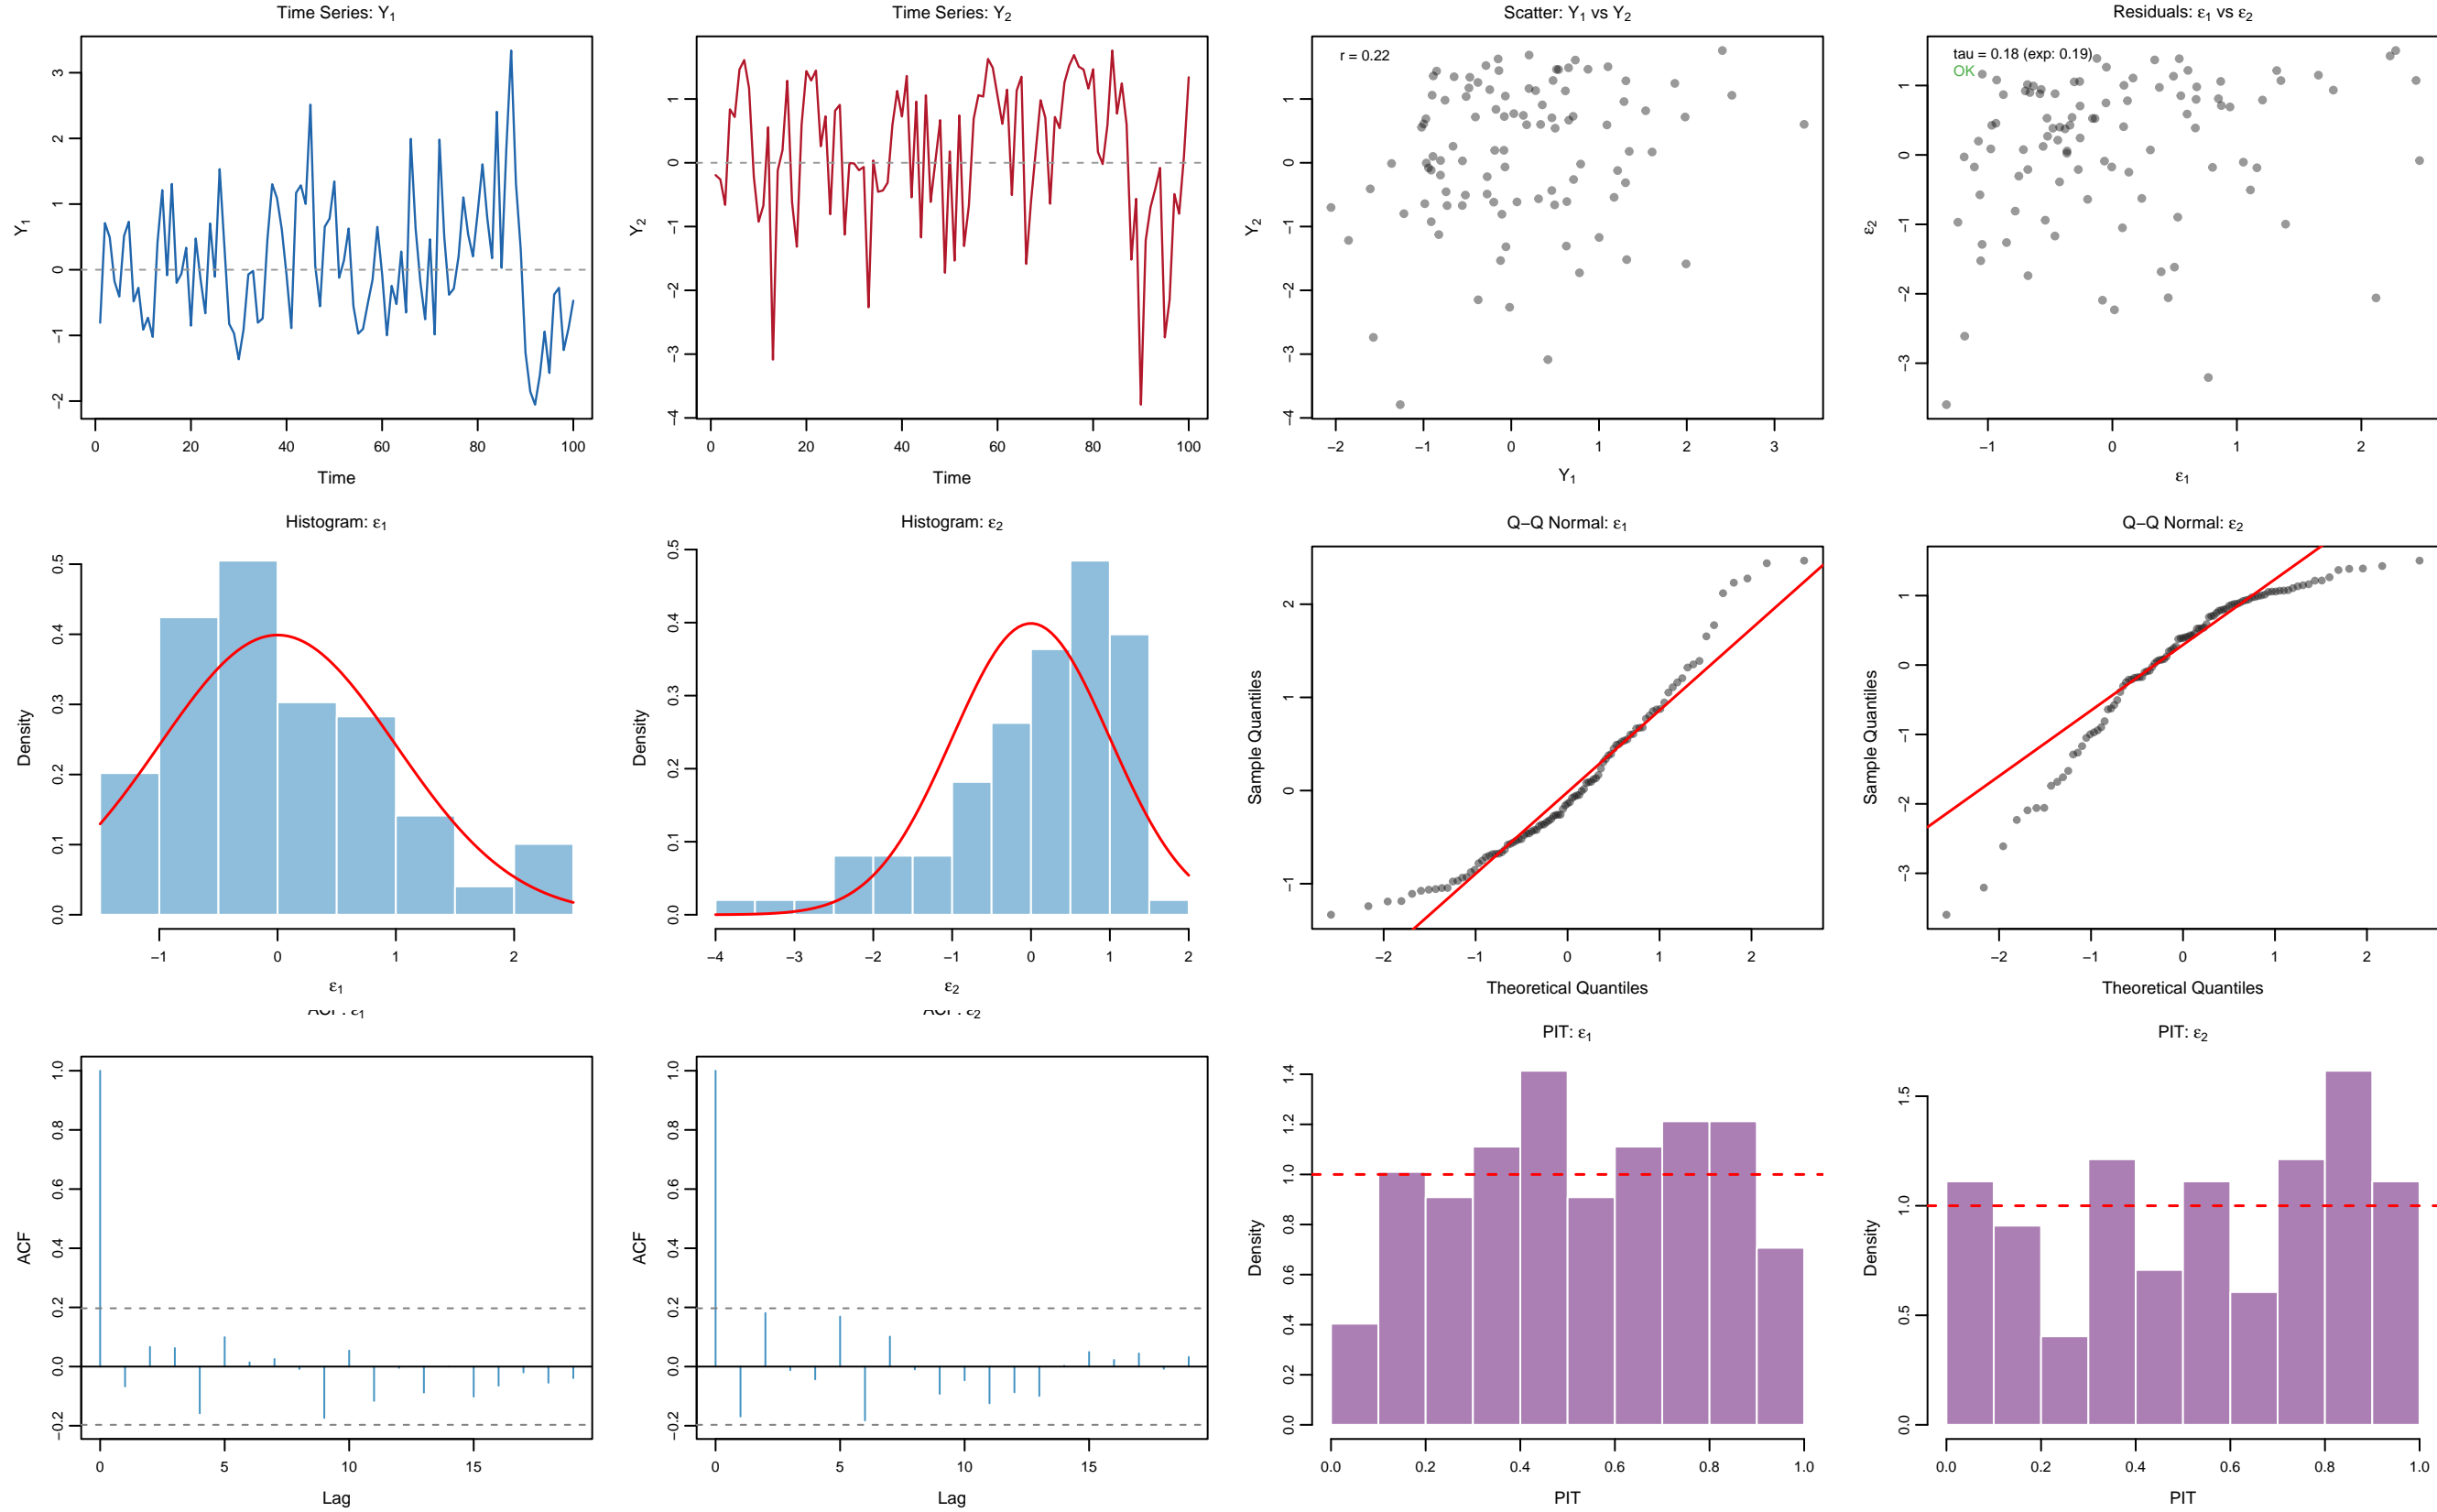 Time Series: Y1
Y1
−2 −1 0 1 2 3
0 20 40 60 80 100
Time
Time Series: Y2
Y2
−4 −3 −2 −1 0 1
0 20 40 60 80 100
Time
Scatter: Y1 vs Y2
r = 0.22
Y2
−4 −3 −2 −1 0 1
−2 −1 0 1 2 3
Y1
Residuals: ε1 vs ε2
tau = 0.18 (exp: 0.19)
OK
ε2
−3 −2 −1 0 1
−1 0 1 2
ε1
Histogram: ε1
Density
0.0 0.1 0.2 0.3 0.4 0.5
−1 0 1 2
ε1
Histogram: ε2
Density
0.0 0.1 0.2 0.3 0.4 0.5
−4 −3 −2 −1 0 1 2
ε2
Q−Q Normal: ε1
Sample Quantiles
−1 0 1 2
−2 −1 0 1 2
Theoretical Quantiles
Q−Q Normal: ε2
Sample Quantiles
−3 −2 −1 0 1
−2 −1 0 1 2
Theoretical Quantiles
ACF: ε1
ACF
−0.2 0.0 0.2 0.4 0.6 0.8 1.0
0 5 10 15
Lag
ACF: ε2
ACF
−0.2 0.0 0.2 0.4 0.6 0.8 1.0
0 5 10 15
Lag
PIT: ε1
Density
0.0 0.2 0.4 0.6 0.8 1.0 1.2 1.4
0.0 0.2 0.4 0.6 0.8 1.0
PIT
PIT: ε2
Density
0.0 0.5 1.0 1.5
0.0 0.2 0.4 0.6 0.8 1.0
PIT